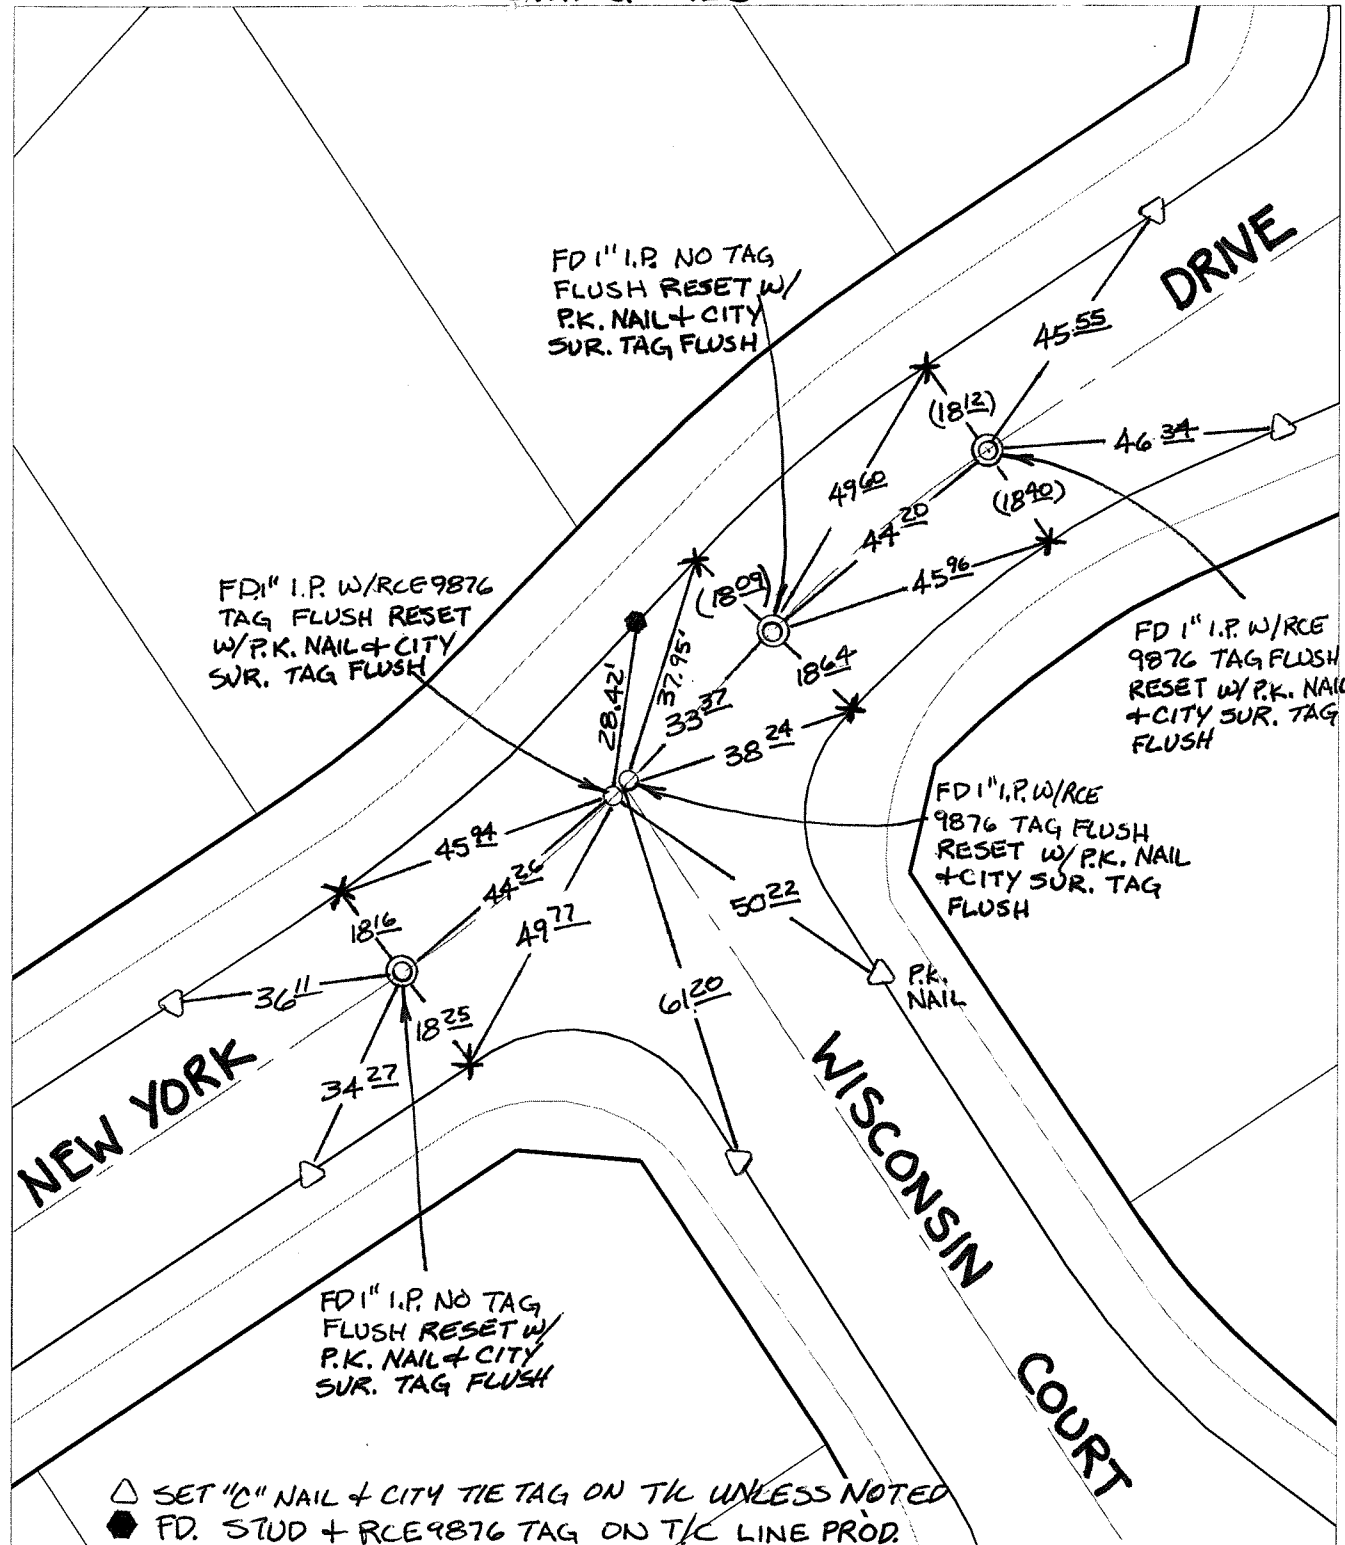 FD 1" I.P. NO TAG
FLUSH RESET W/
P.K. NAIL + CITY
SUR. TAG FLUSH
DRIVE
45.55
(18 12)
46 34
49 60
(18 40)
44 20
45 96
(18 09)
FD 1" I.P. W/RCE 9876
TAG FLUSH RESET
W/P.K. NAIL + CITY
SUR. TAG FLUSH
FD 1" I.P. W/RCE
9876 TAG FLUSH
RESET W/ P.K. NAIL
+ CITY SUR. TAG
FLUSH
18 64
28.42'
37.95'
33 37
38 24
FD 1" I.P. W/RCE
9876 TAG FLUSH
RESET W/ P.K. NAIL
+ CITY SUR. TAG
FLUSH
45 94
44 26
50 22
18 16
49 77
P.K.
NAIL
36 11
61 20
18 25
34 27
NEW YORK
WISCONSIN
COURT
FD 1" I.P. NO TAG
FLUSH RESET W/
P.K. NAIL + CITY
SUR. TAG FLUSH
SET "C" NAIL + CITY TIE TAG ON T/C UNLESS NOTED
FD. STUD + RCE 9876 TAG ON T/C LINE PROD.